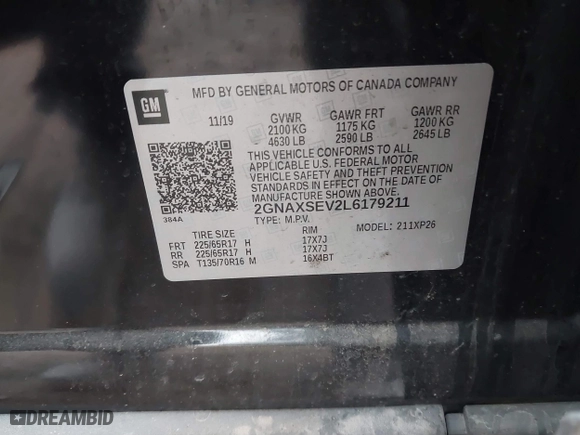 GM
MFD BY GENERAL MOTORS OF CANADA COMPANY
11/19 GVWR GAWR FRT GAWR RR
2100 KG 1175 KG 1200 KG
4630 LB 2590 LB 2645 LB
THIS VEHICLE CONFORMS TO ALL
APPLICABLE U.S. FEDERAL MOTOR
VEHICLE SAFETY AND THEFT
PREVENTION STANDARDS IN EFFECT
ON THE DATE OF MANUFACTURE
SHOWN ABOVE.
2GNAXSEV2L6179211
384A TYPE: M.P.V. MODEL: 211XP26
TIRE SIZE RIM
FRT 225/65R17 H 17X7J
RR 225/65R17 H 17X7J
SPA T135/70R16 M 16X4BT
DREAMBID